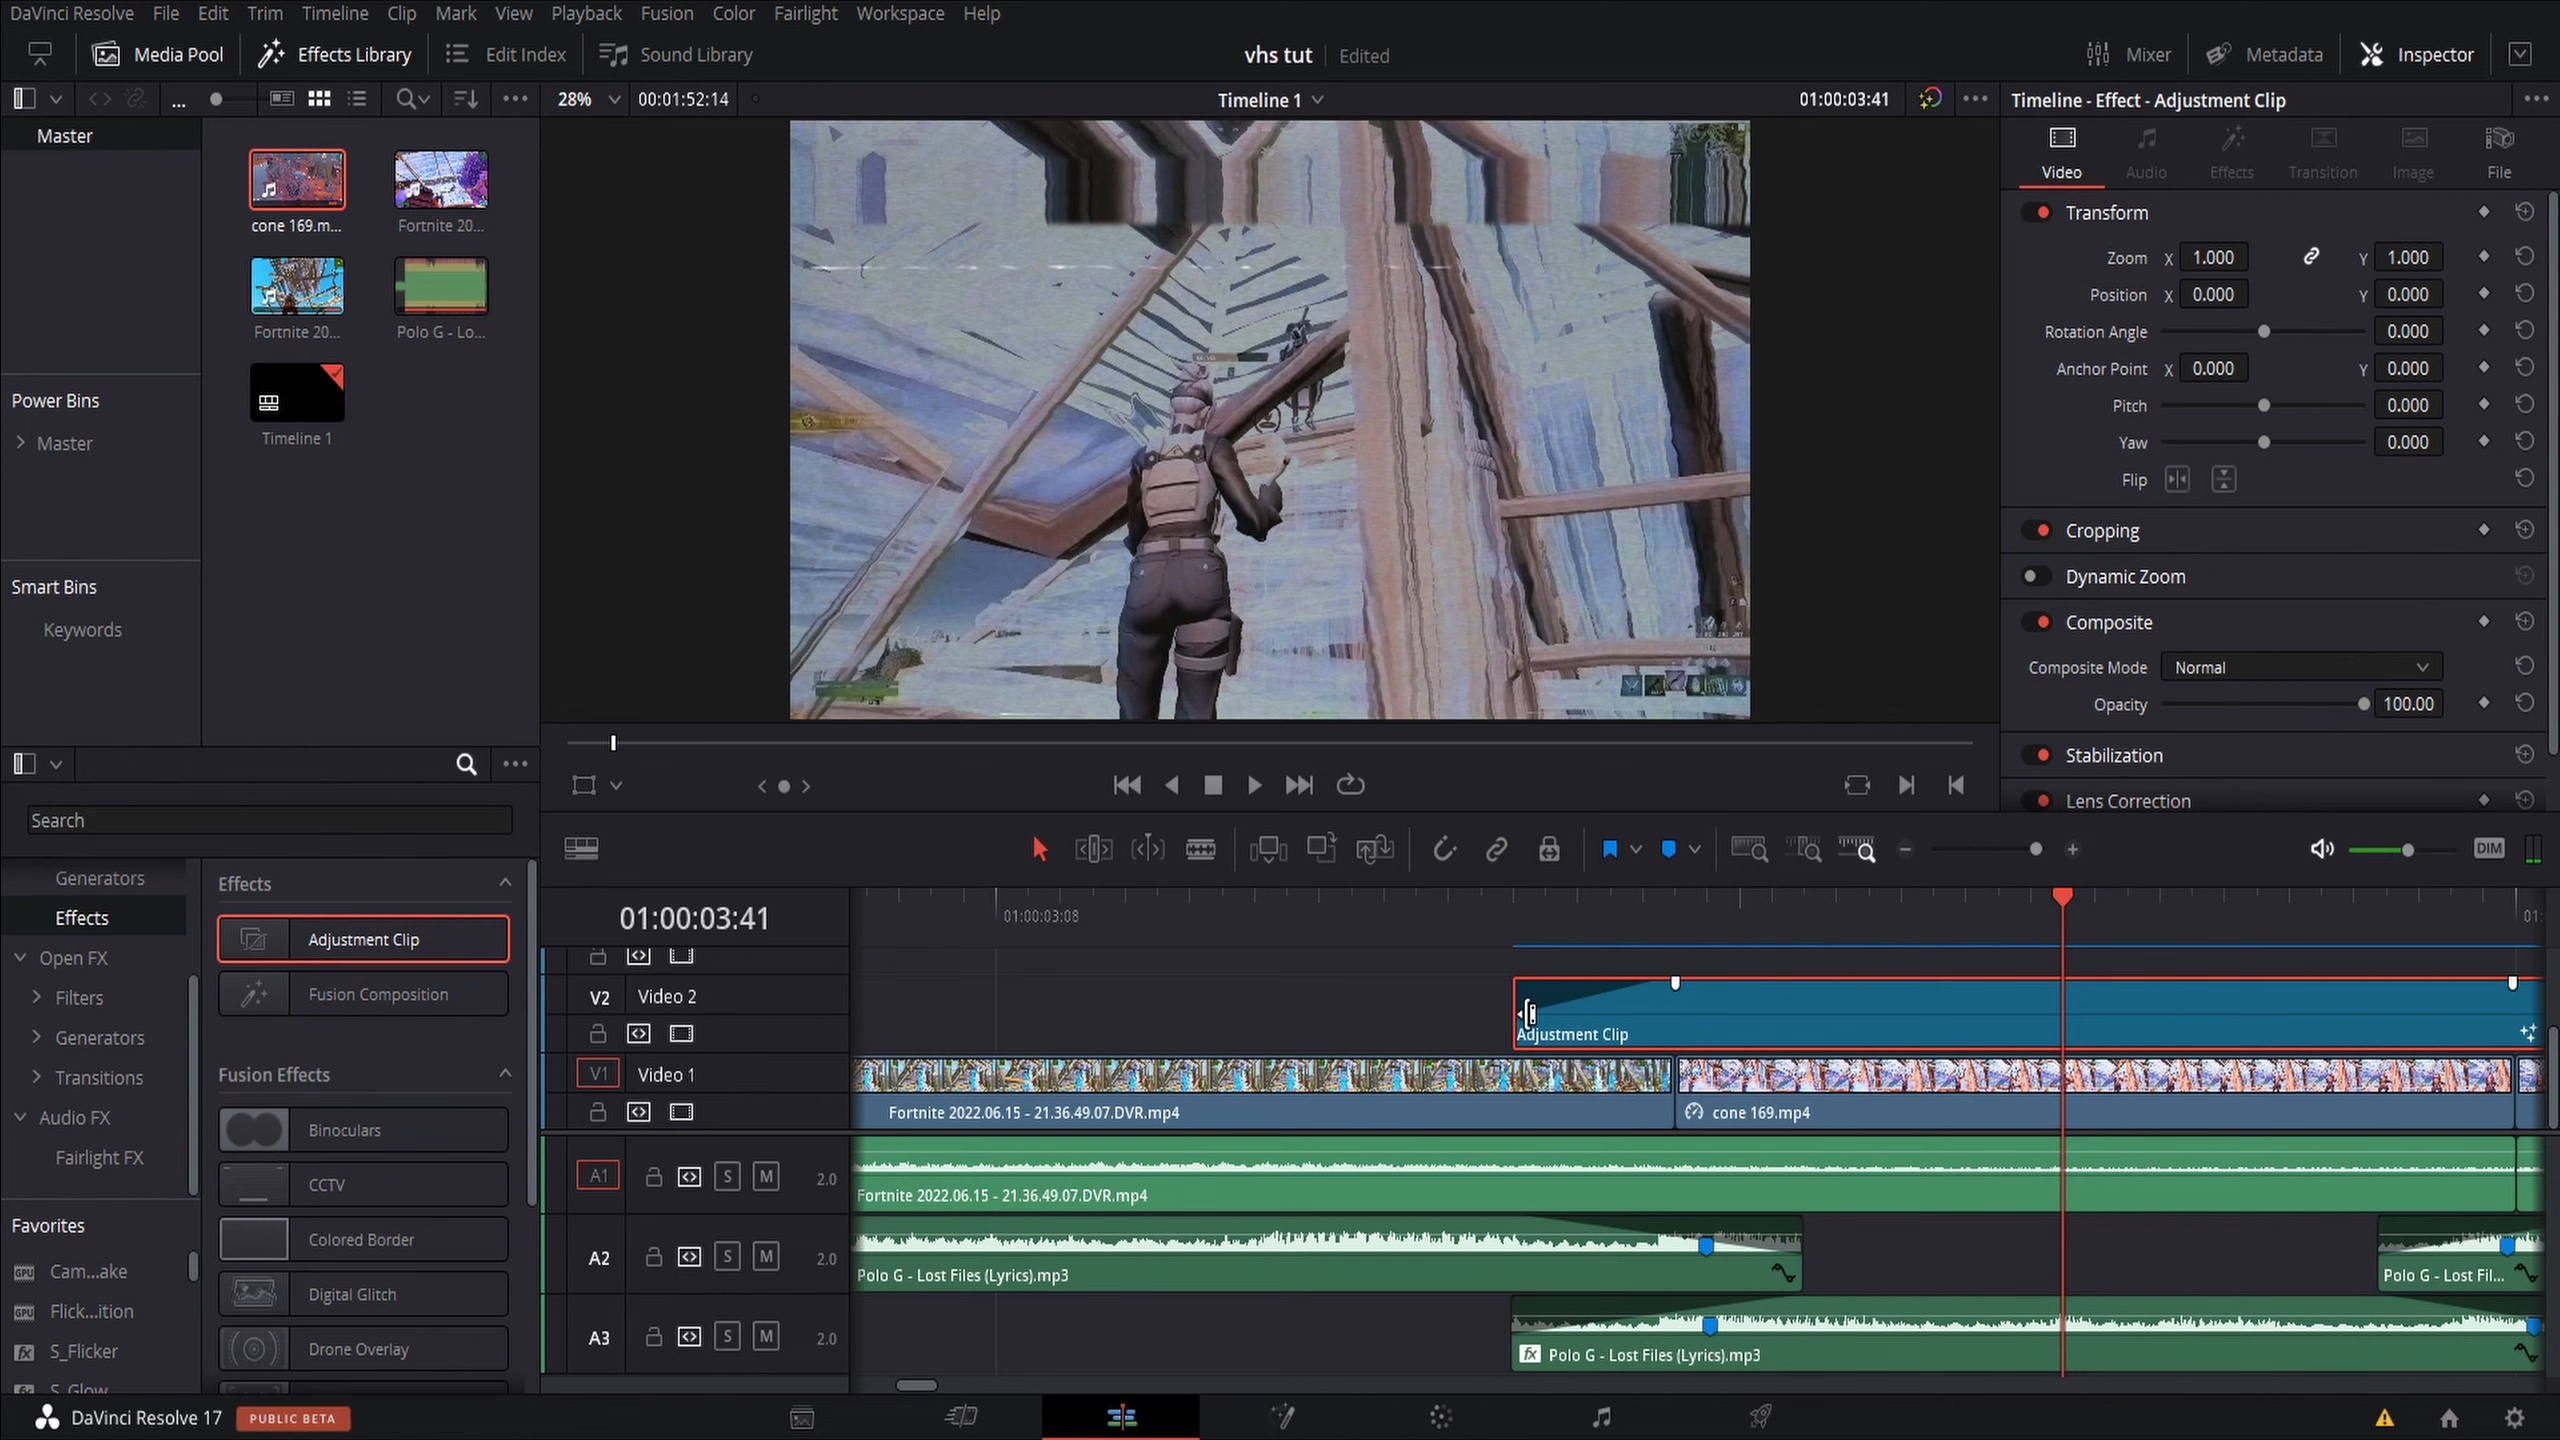 DaVinci Resolve File Edit Trim Timeline Clip Mark View Playback Fusion Color Fairlight Workspace Help
Media Pool Effects Library Edit Index Sound Library vhs tut Edited Mixer Metadata Inspector
... 28% 00:01:52:14 Timeline 1 01:00:03:41 Timeline - Effect - Adjustment Clip
Master
cone 169.m...
Fortnite 20...
Fortnite 20...
Polo G - Lo...
Timeline 1
Power Bins
Master
Smart Bins
Keywords
Video Audio Effects Transition Image File
Transform
Zoom X 1.000 Y 1.000
Position X 0.000 Y 0.000
Rotation Angle 0.000
Anchor Point X 0.000 Y 0.000
Pitch 0.000
Yaw 0.000
Flip
Cropping
Dynamic Zoom
Composite
Composite Mode Normal
Opacity 100.00
Stabilization
Lens Correction
Search
DIM
Generators
Effects
Open FX
Filters
Generators
Transitions
Audio FX
Fairlight FX
Favorites
Cam...ake
Flick...ition
S_Flicker
S_Glow
Effects
Adjustment Clip
Fusion Composition
Fusion Effects
Binoculars
CCTV
Colored Border
Digital Glitch
Drone Overlay
01:00:03:41 01:00:03:08 01:
V2 Video 2
Adjustment Clip
V1 Video 1
Fortnite 2022.06.15 - 21.36.49.07.DVR.mp4 cone 169.mp4
A1 S M 2.0
Fortnite 2022.06.15 - 21.36.49.07.DVR.mp4
A2 S M 2.0
Polo G - Lost Files (Lyrics).mp3 Polo G - Lost Fil...
A3 S M 2.0
fx Polo G - Lost Files (Lyrics).mp3
DaVinci Resolve 17 PUBLIC BETA